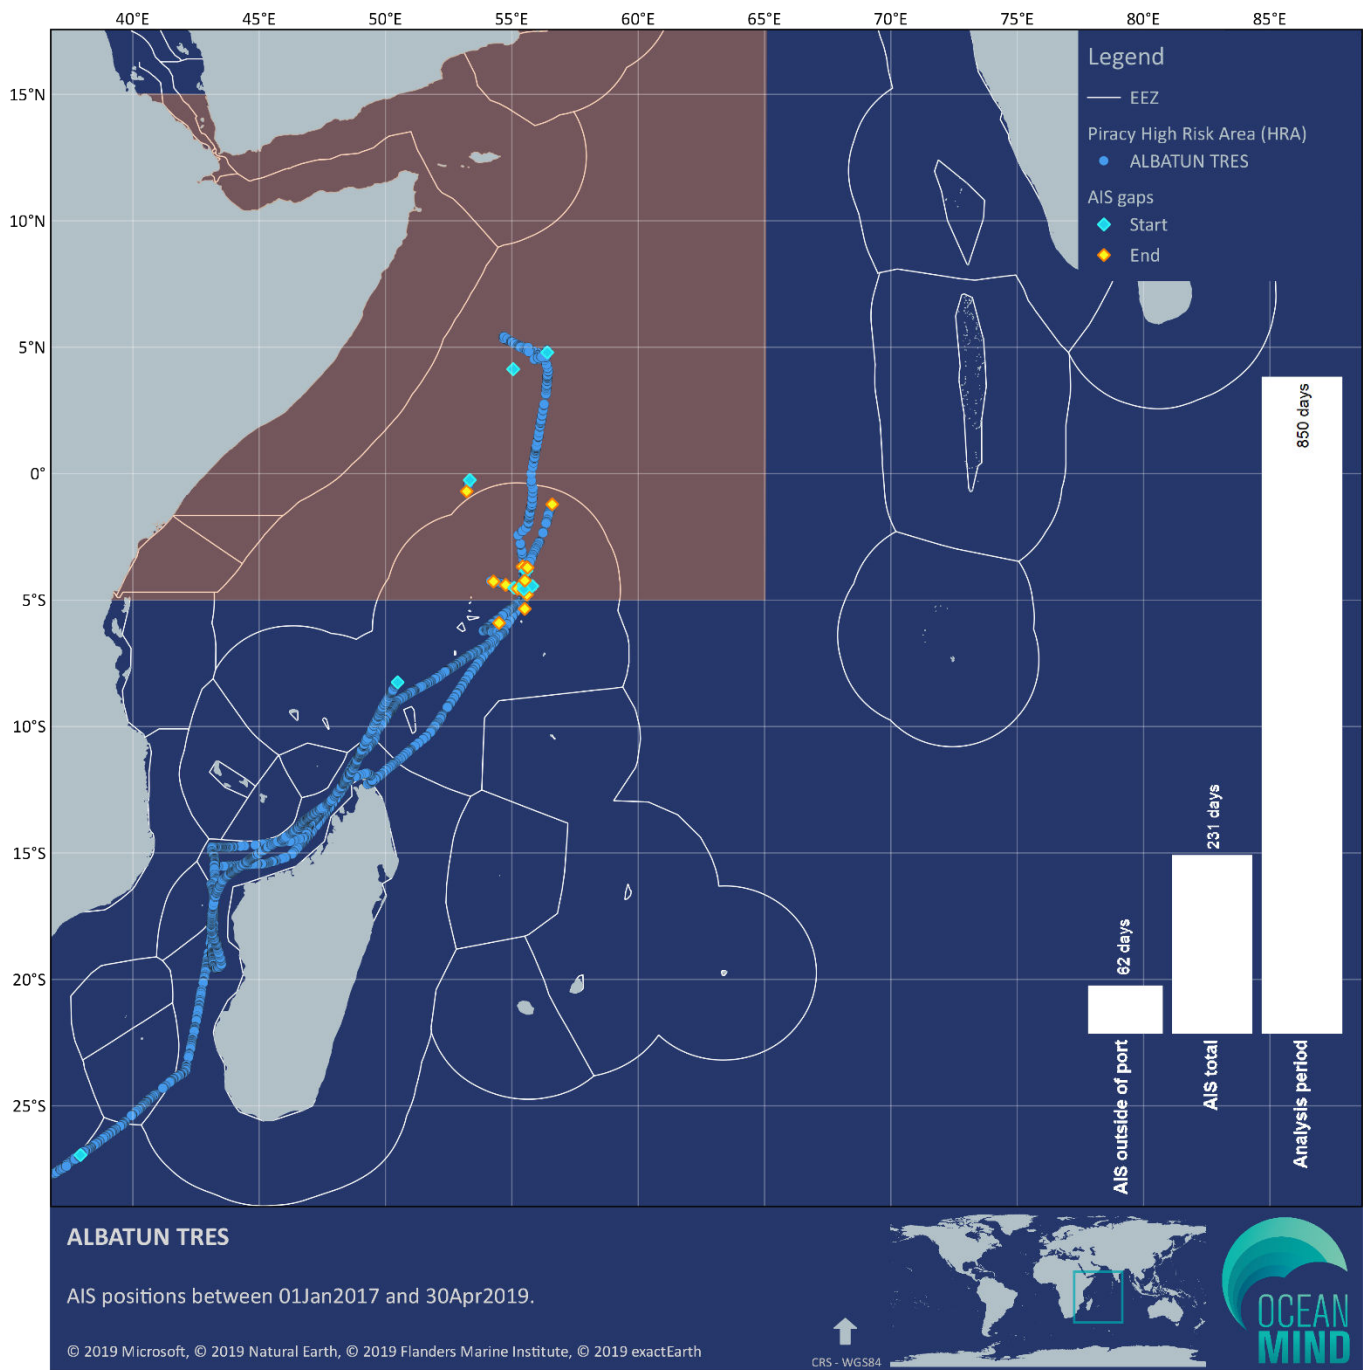 40°E 45°E 50°E 55°E 60°E 65°E 70°E 75°E 80°E 85°E
Legend
EEZ
Piracy High Risk Area (HRA)
ALBATUN TRES
AIS gaps
Start
End
15°N
10°N
5°N
0°
5°S
10°S
15°S
20°S
25°S
62 days
231 days
850 days
AIS outside of port
AIS total
Analysis period
ALBATUN TRES
AIS positions between 01Jan2017 and 30Apr2019.
© 2019 Microsoft, © 2019 Natural Earth, © 2019 Flanders Marine Institute, © 2019 exactEarth
CRS - WGS84
OCEAN
MIND